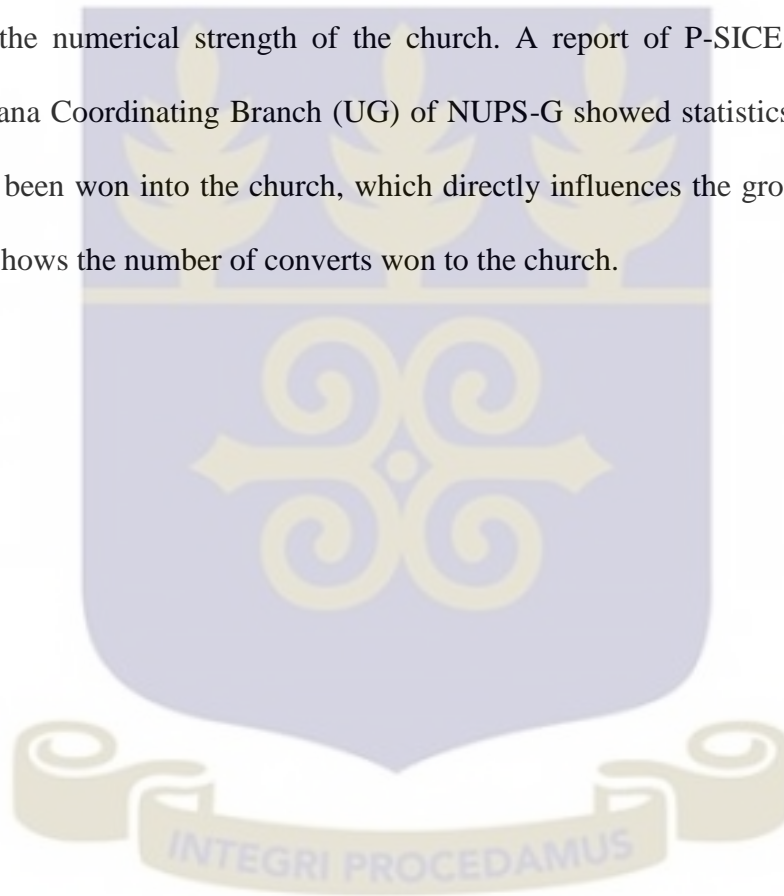 the numerical strength of the church. A report of P-SICE
ana Coordinating Branch (UG) of NUPS-G showed statistics
been won into the church, which directly influences the gro
hows the number of converts won to the church.
INTEGRI PROCEDAMUS